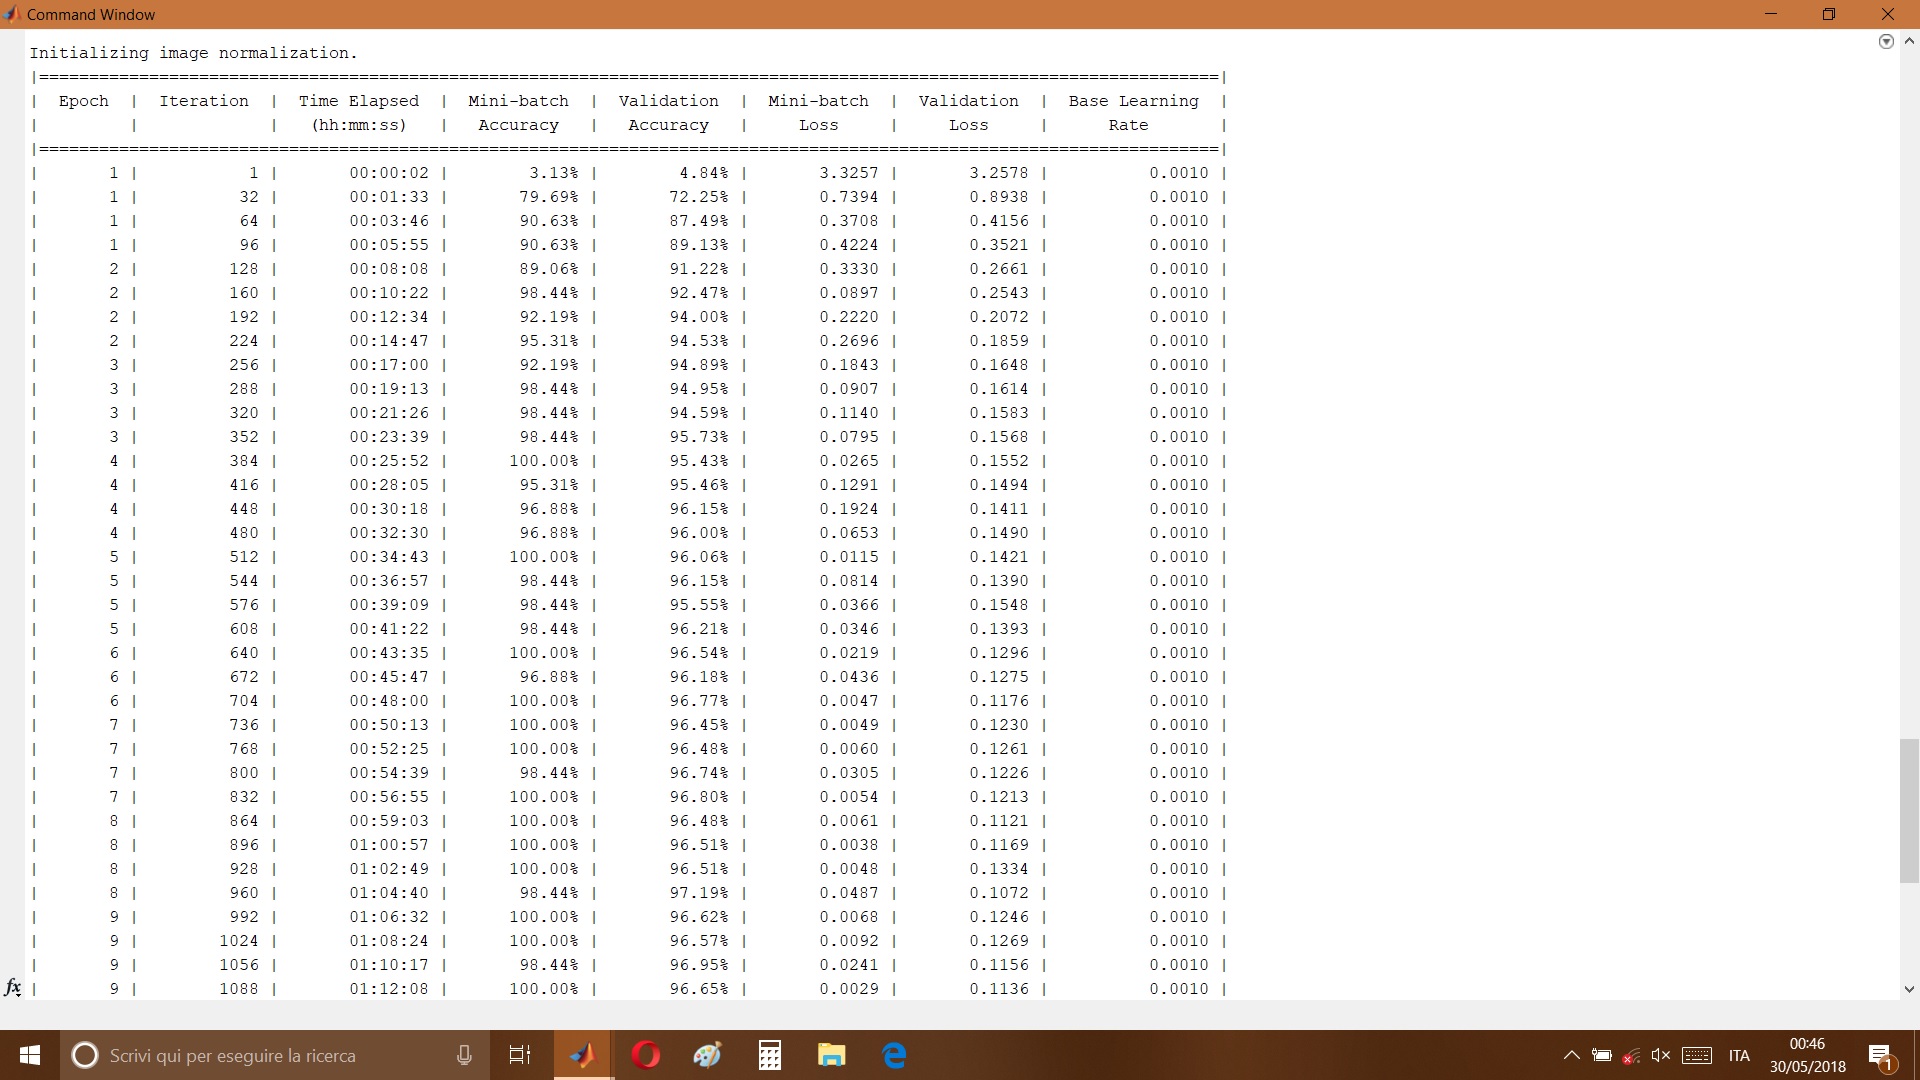 Command Window
Initializing image normalization.
|======================================================================================================================|
| Epoch | Iteration | Time Elapsed | Mini-batch | Validation | Mini-batch | Validation | Base Learning |
| | | (hh:mm:ss) | Accuracy | Accuracy | Loss | Loss | Rate |
|======================================================================================================================|
| 1 | 1 | 00:00:02 | 3.13% | 4.84% | 3.3257 | 3.2578 | 0.0010 |
| 1 | 32 | 00:01:33 | 79.69% | 72.25% | 0.7394 | 0.8938 | 0.0010 |
| 1 | 64 | 00:03:46 | 90.63% | 87.49% | 0.3708 | 0.4156 | 0.0010 |
| 1 | 96 | 00:05:55 | 90.63% | 89.13% | 0.4224 | 0.3521 | 0.0010 |
| 2 | 128 | 00:08:08 | 89.06% | 91.22% | 0.3330 | 0.2661 | 0.0010 |
| 2 | 160 | 00:10:22 | 98.44% | 92.47% | 0.0897 | 0.2543 | 0.0010 |
| 2 | 192 | 00:12:34 | 92.19% | 94.00% | 0.2220 | 0.2072 | 0.0010 |
| 2 | 224 | 00:14:47 | 95.31% | 94.53% | 0.2696 | 0.1859 | 0.0010 |
| 3 | 256 | 00:17:00 | 92.19% | 94.89% | 0.1843 | 0.1648 | 0.0010 |
| 3 | 288 | 00:19:13 | 98.44% | 94.95% | 0.0907 | 0.1614 | 0.0010 |
| 3 | 320 | 00:21:26 | 98.44% | 94.59% | 0.1140 | 0.1583 | 0.0010 |
| 3 | 352 | 00:23:39 | 98.44% | 95.73% | 0.0795 | 0.1568 | 0.0010 |
| 4 | 384 | 00:25:52 | 100.00% | 95.43% | 0.0265 | 0.1552 | 0.0010 |
| 4 | 416 | 00:28:05 | 95.31% | 95.46% | 0.1291 | 0.1494 | 0.0010 |
| 4 | 448 | 00:30:18 | 96.88% | 96.15% | 0.1924 | 0.1411 | 0.0010 |
| 4 | 480 | 00:32:30 | 96.88% | 96.00% | 0.0653 | 0.1490 | 0.0010 |
| 5 | 512 | 00:34:43 | 100.00% | 96.06% | 0.0115 | 0.1421 | 0.0010 |
| 5 | 544 | 00:36:57 | 98.44% | 96.15% | 0.0814 | 0.1390 | 0.0010 |
| 5 | 576 | 00:39:09 | 98.44% | 95.55% | 0.0366 | 0.1548 | 0.0010 |
| 5 | 608 | 00:41:22 | 98.44% | 96.21% | 0.0346 | 0.1393 | 0.0010 |
| 6 | 640 | 00:43:35 | 100.00% | 96.54% | 0.0219 | 0.1296 | 0.0010 |
| 6 | 672 | 00:45:47 | 96.88% | 96.18% | 0.0436 | 0.1275 | 0.0010 |
| 6 | 704 | 00:48:00 | 100.00% | 96.77% | 0.0047 | 0.1176 | 0.0010 |
| 7 | 736 | 00:50:13 | 100.00% | 96.45% | 0.0049 | 0.1230 | 0.0010 |
| 7 | 768 | 00:52:25 | 100.00% | 96.48% | 0.0060 | 0.1261 | 0.0010 |
| 7 | 800 | 00:54:39 | 98.44% | 96.74% | 0.0305 | 0.1226 | 0.0010 |
| 7 | 832 | 00:56:55 | 100.00% | 96.80% | 0.0054 | 0.1213 | 0.0010 |
| 8 | 864 | 00:59:03 | 100.00% | 96.48% | 0.0061 | 0.1121 | 0.0010 |
| 8 | 896 | 01:00:57 | 100.00% | 96.51% | 0.0038 | 0.1169 | 0.0010 |
| 8 | 928 | 01:02:49 | 100.00% | 96.51% | 0.0048 | 0.1334 | 0.0010 |
| 8 | 960 | 01:04:40 | 98.44% | 97.19% | 0.0487 | 0.1072 | 0.0010 |
| 9 | 992 | 01:06:32 | 100.00% | 96.62% | 0.0068 | 0.1246 | 0.0010 |
| 9 | 1024 | 01:08:24 | 100.00% | 96.57% | 0.0092 | 0.1269 | 0.0010 |
| 9 | 1056 | 01:10:17 | 98.44% | 96.95% | 0.0241 | 0.1156 | 0.0010 |
fx | 9 | 1088 | 01:12:08 | 100.00% | 96.65% | 0.0029 | 0.1136 | 0.0010 |
Scrivi qui per eseguire la ricerca
ITA
00:46
30/05/2018
1